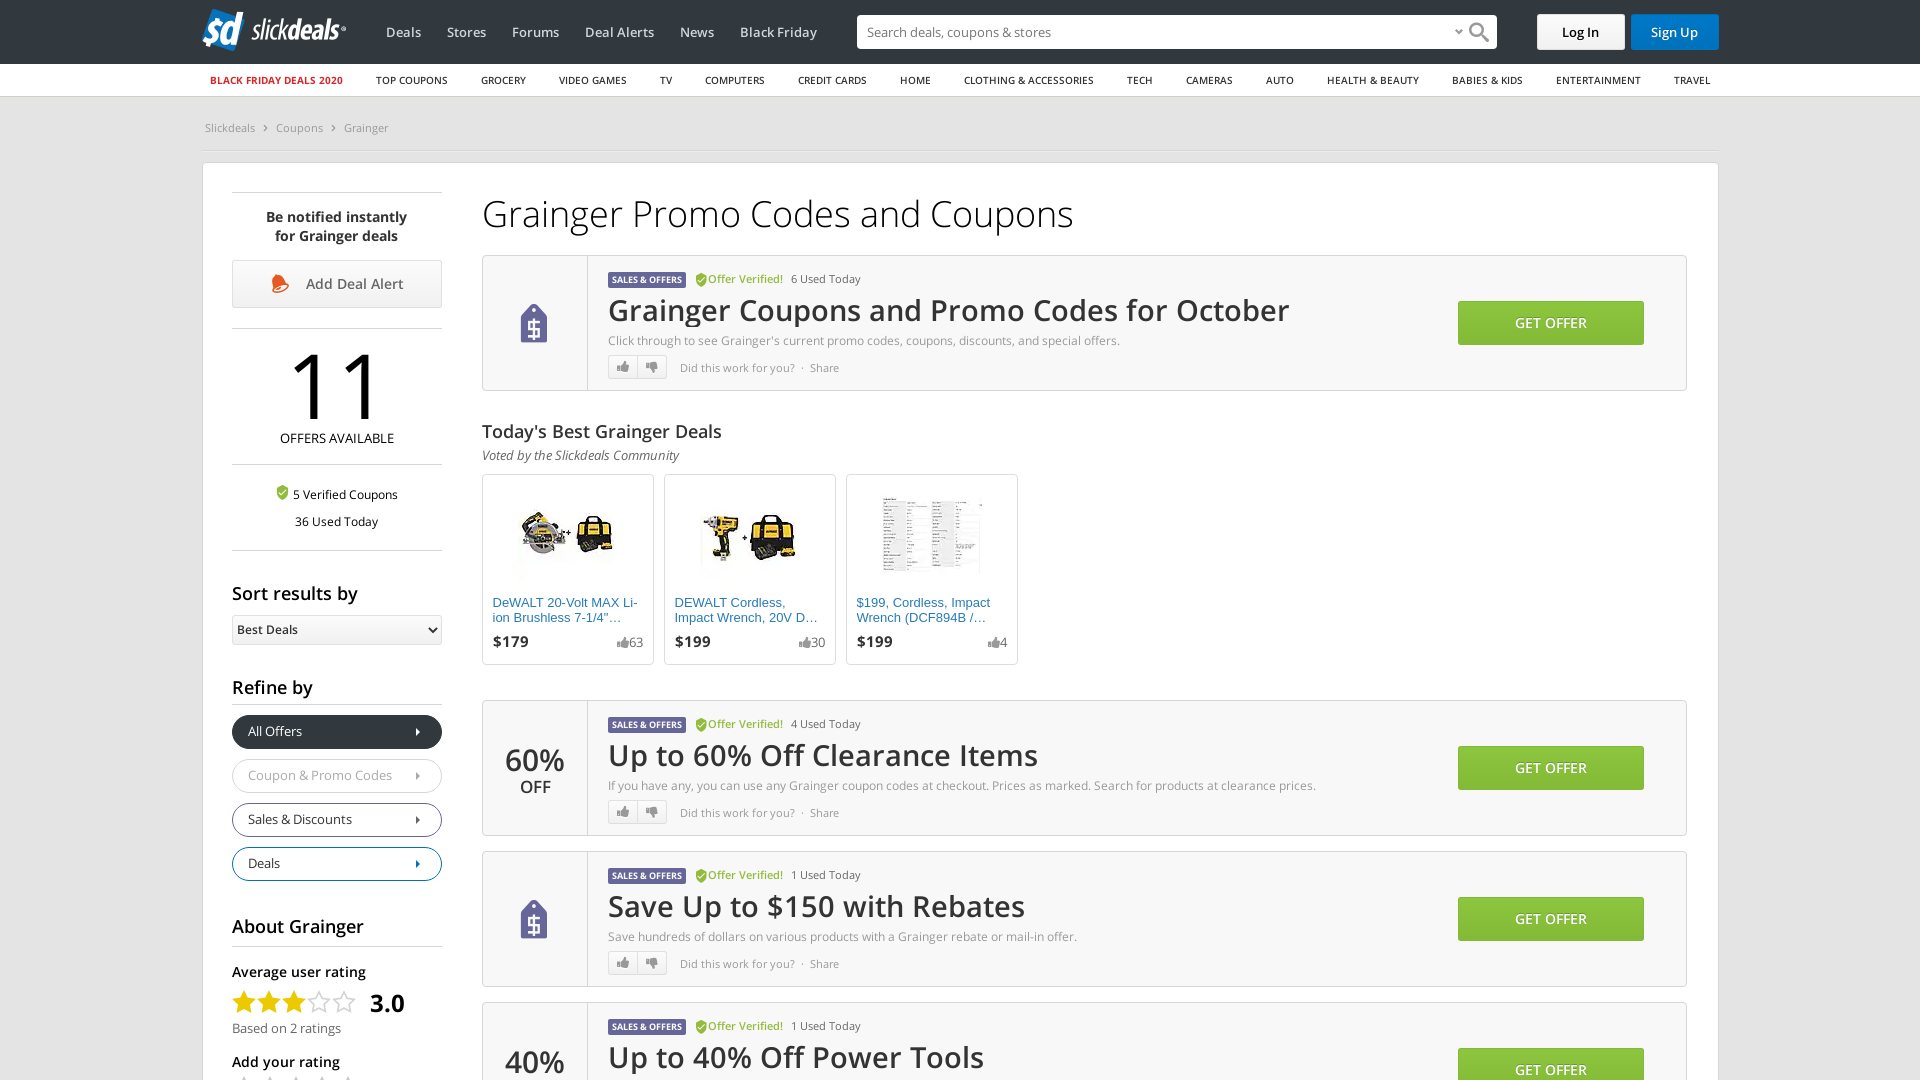 slickdeals
Deals
Stores
Forums
Deal Alerts
News
Black Friday
Search deals, coupons & stores
Log In
Sign Up
BLACK FRIDAY DEALS 2020
TOP COUPONS
GROCERY
VIDEO GAMES
TV
COMPUTERS
CREDIT CARDS
HOME
CLOTHING & ACCESSORIES
TECH
CAMERAS
AUTO
HEALTH & BEAUTY
BABIES & KIDS
ENTERTAINMENT
TRAVEL
Slickdeals › Coupons › Grainger
Be notified instantly
for Grainger deals
Add Deal Alert
11
OFFERS AVAILABLE
5 Verified Coupons
36 Used Today
Sort results by
Best Deals
Refine by
All Offers
Coupon & Promo Codes
Sales & Discounts
Deals
About Grainger
Average user rating
3.0
Based on 2 ratings
Add your rating
Grainger Promo Codes and Coupons
SALES & OFFERS Offer Verified! 6 Used Today
Grainger Coupons and Promo Codes for October
Click through to see Grainger's current promo codes, coupons, discounts, and special offers.
Did this work for you? · Share
GET OFFER
Today's Best Grainger Deals
Voted by the Slickdeals Community
DeWALT 20-Volt MAX Li-
ion Brushless 7-1/4"...
$179 63
DEWALT Cordless,
Impact Wrench, 20V D...
$199 30
$199, Cordless, Impact
Wrench (DCF894B /...
$199 4
60%
OFF
SALES & OFFERS Offer Verified! 4 Used Today
Up to 60% Off Clearance Items
If you have any, you can use any Grainger coupon codes at checkout. Prices as marked. Search for products at clearance prices.
Did this work for you? · Share
GET OFFER
SALES & OFFERS Offer Verified! 1 Used Today
Save Up to $150 with Rebates
Save hundreds of dollars on various products with a Grainger rebate or mail-in offer.
Did this work for you? · Share
GET OFFER
40%
SALES & OFFERS Offer Verified! 1 Used Today
Up to 40% Off Power Tools
GET OFFER